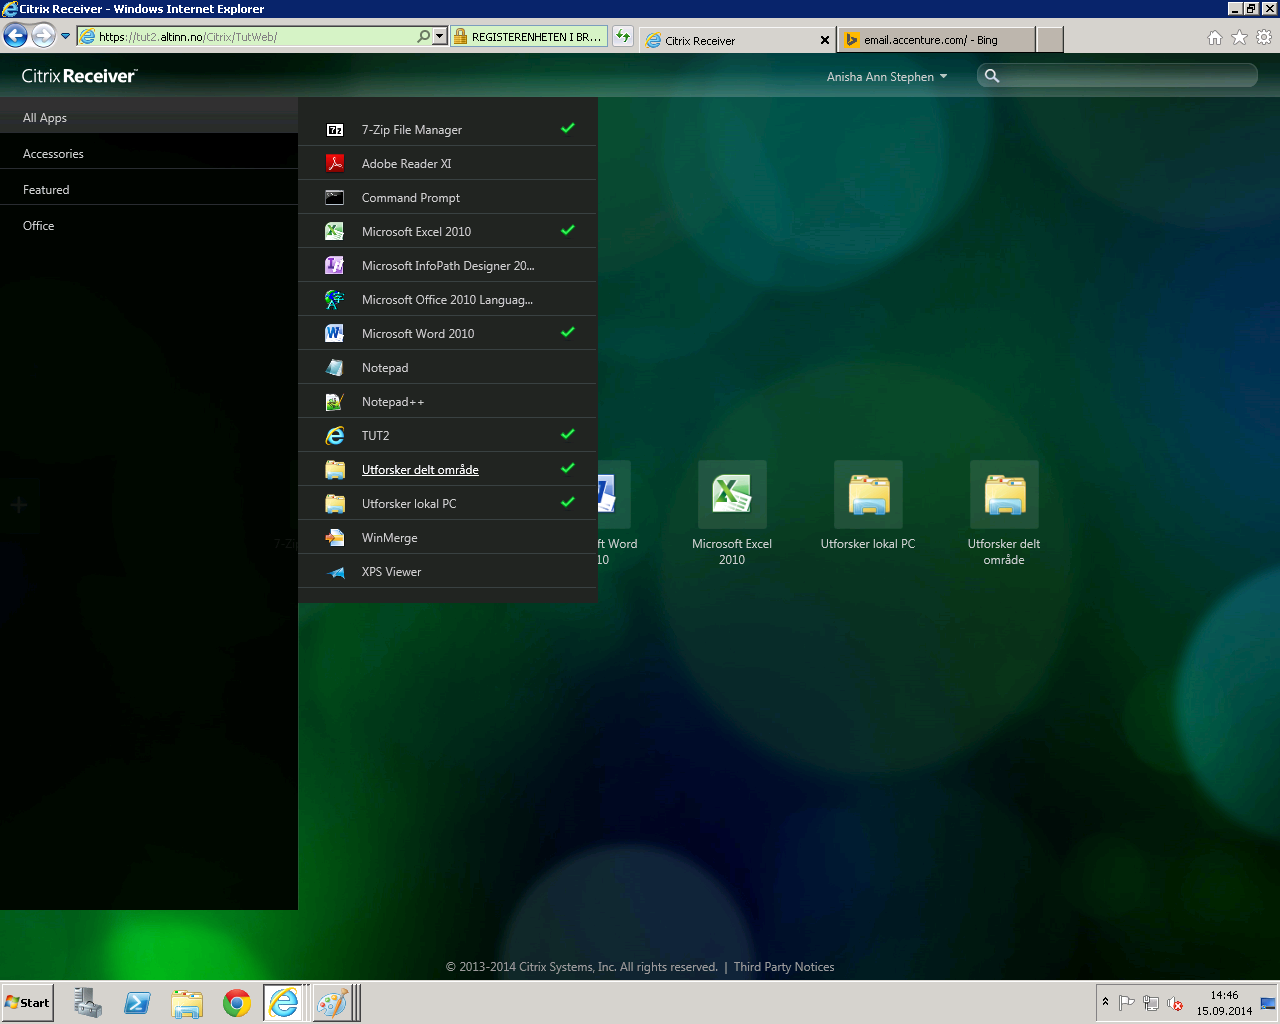 Citrix Receiver - Windows Internet Explorer
https://tut2.altinn.no/Citrix/TutWeb/
REGISTERENHETEN I BR...
Citrix Receiver
email.accenture.com/ - Bing
Citrix Receiver™
Anisha Ann Stephen
All Apps
Accessories
Featured
Office
7-Zip File Manager
Adobe Reader XI
Command Prompt
Microsoft Excel 2010
Microsoft InfoPath Designer 20...
Microsoft Office 2010 Languag...
Microsoft Word 2010
Notepad
Notepad++
TUT2
Utforsker delt område
Utforsker lokal PC
WinMerge
XPS Viewer
7-Zi
ft Word
10
Microsoft Excel
2010
Utforsker lokal PC
Utforsker delt
område
© 2013-2014 Citrix Systems, Inc. All rights reserved. | Third Party Notices
Start
14:46
15.09.2014